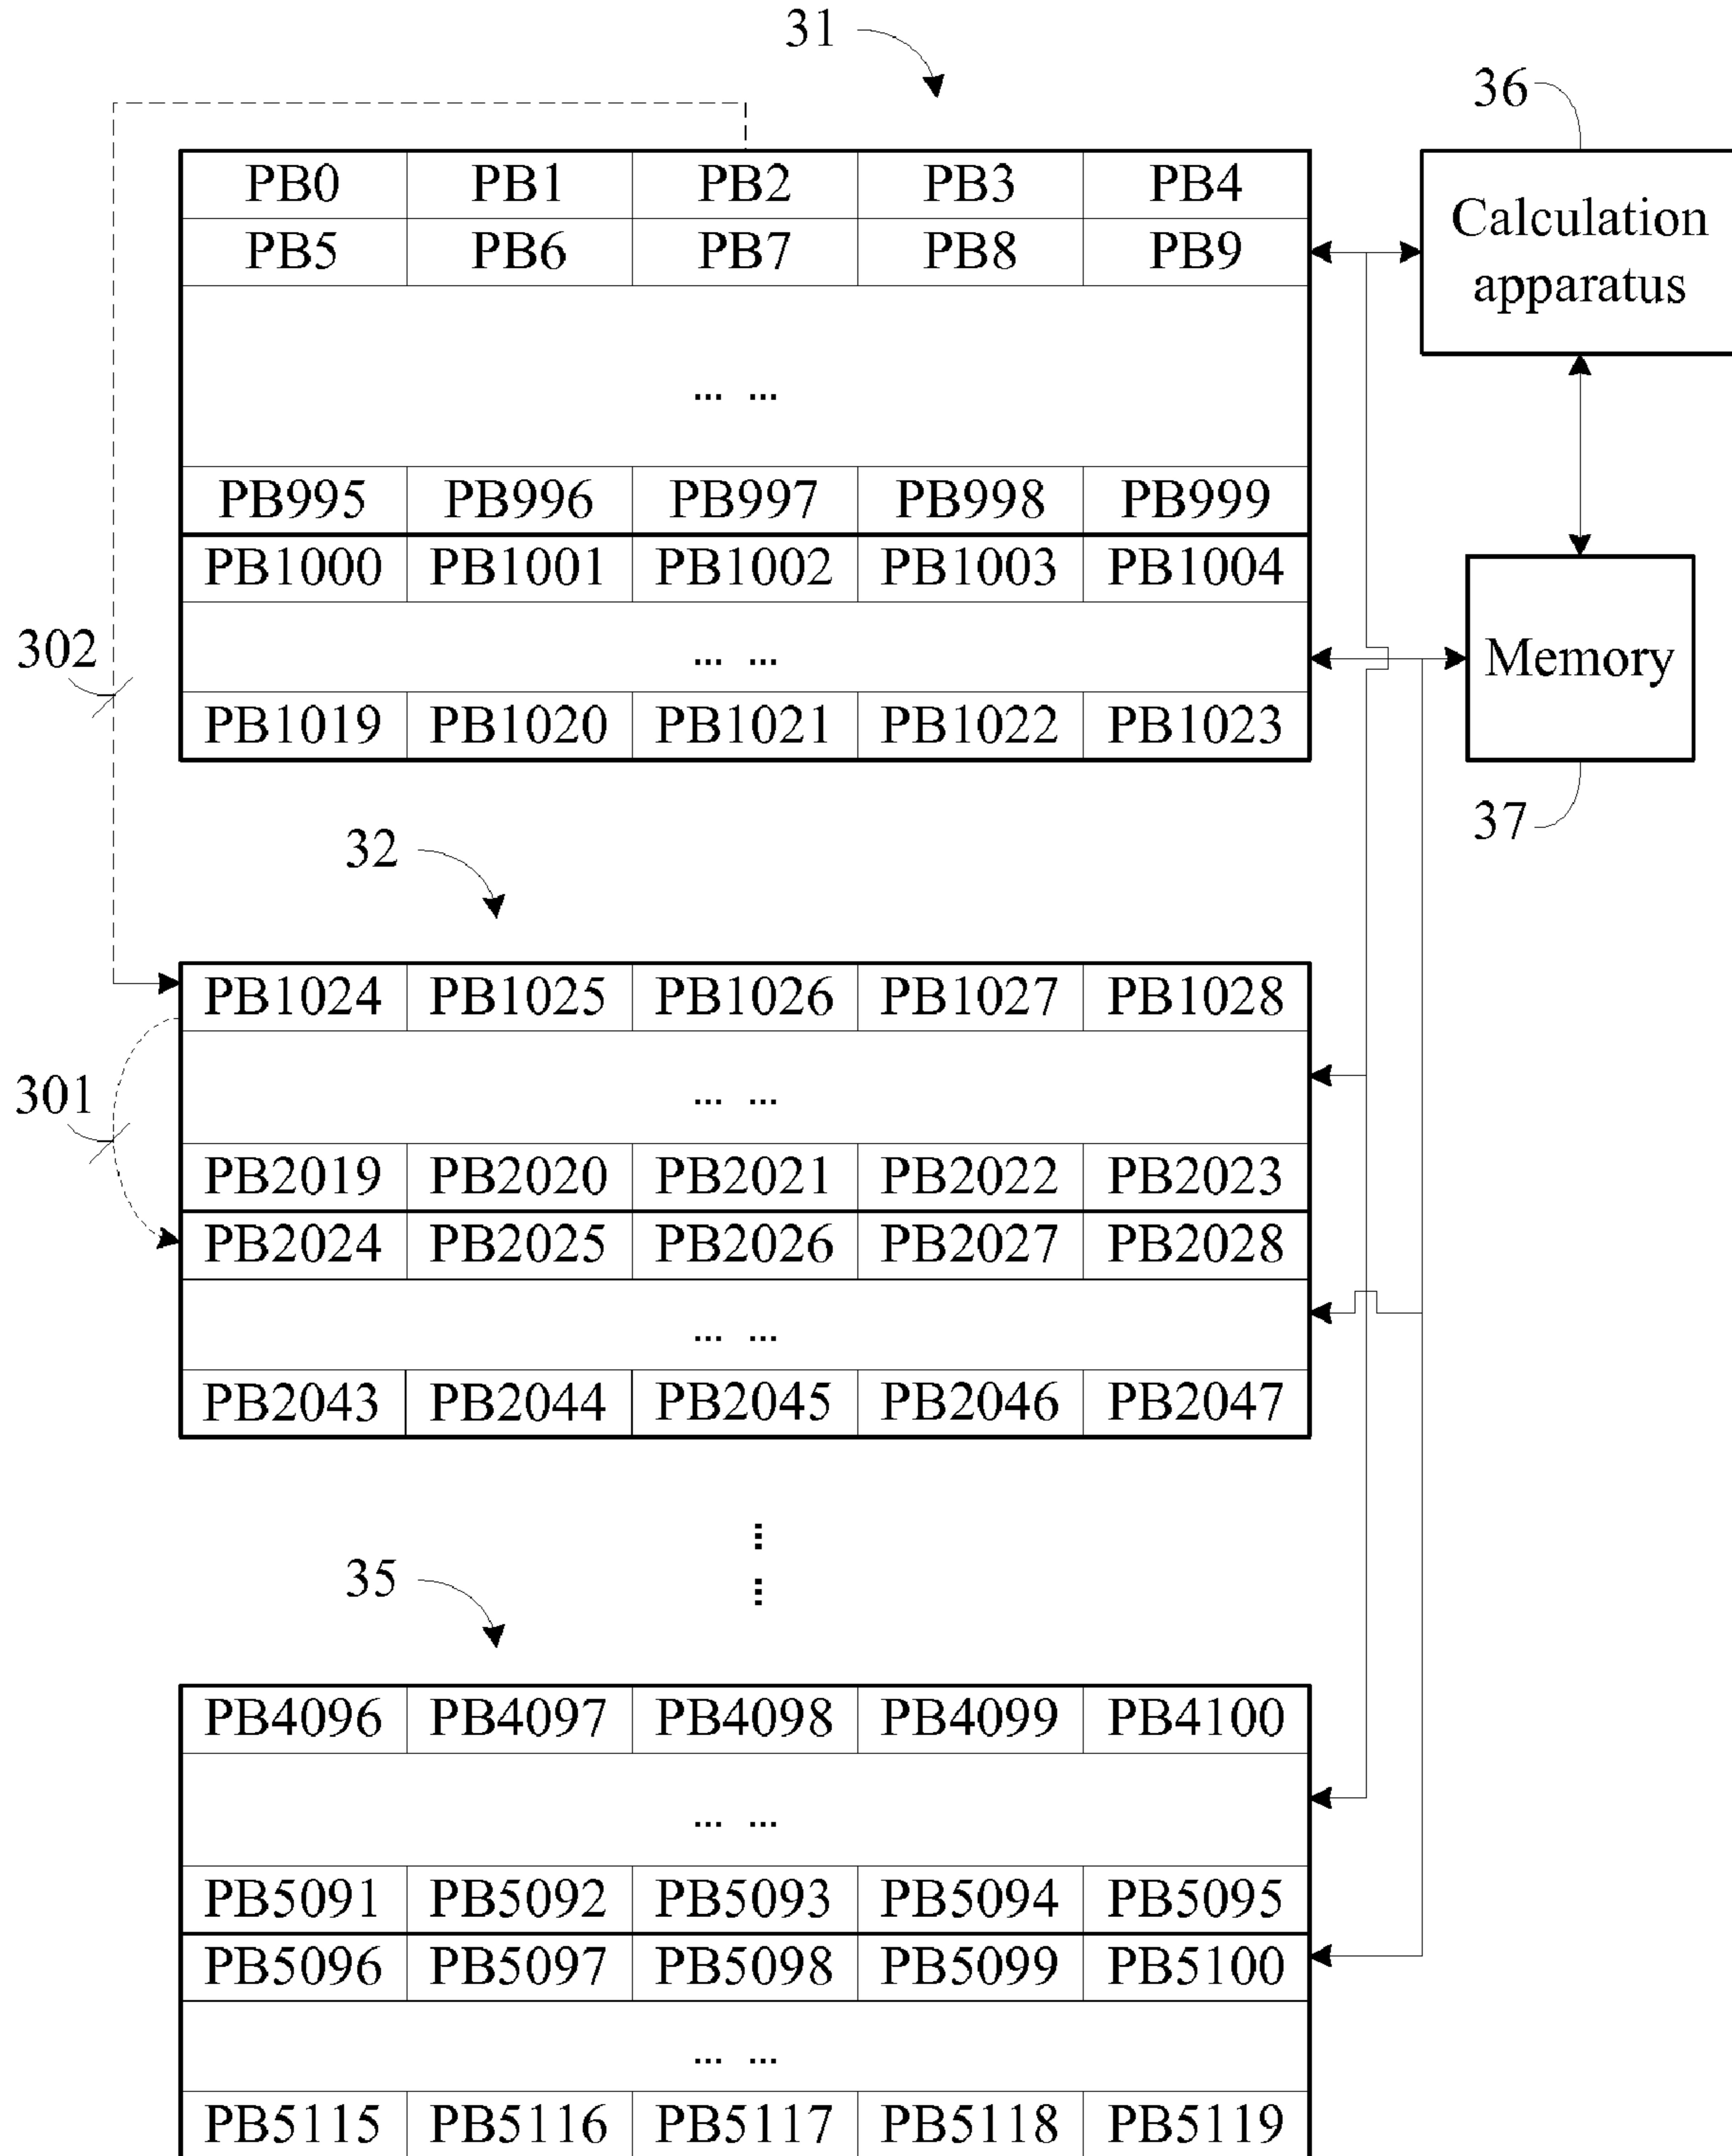 31
36
PB0 PB1 PB2 PB3 PB4
Calculation
apparatus
PB5 PB6 PB7 PB8 PB9
... ...
PB995 PB996 PB997 PB998 PB999
PB1000 PB1001 PB1002 PB1003 PB1004
302
... ...
Memory
PB1019 PB1020 PB1021 PB1022 PB1023
37
32
PB1024 PB1025 PB1026 PB1027 PB1028
301
... ...
PB2019 PB2020 PB2021 PB2022 PB2023
PB2024 PB2025 PB2026 PB2027 PB2028
... ...
PB2043 PB2044 PB2045 PB2046 PB2047
... ...
35
PB4096 PB4097 PB4098 PB4099 PB4100
... ...
PB5091 PB5092 PB5093 PB5094 PB5095
PB5096 PB5097 PB5098 PB5099 PB5100
... ...
PB5115 PB5116 PB5117 PB5118 PB5119